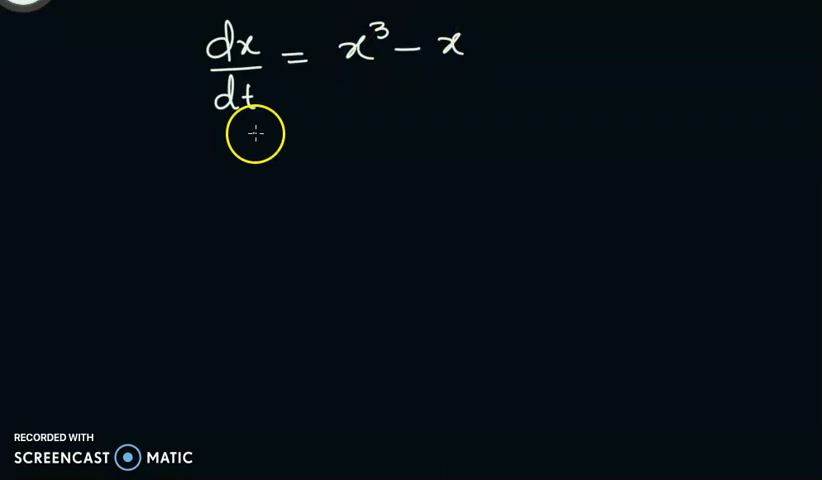 dx/dt = x³ - x
RECORDED WITH
SCREENCAST MATIC